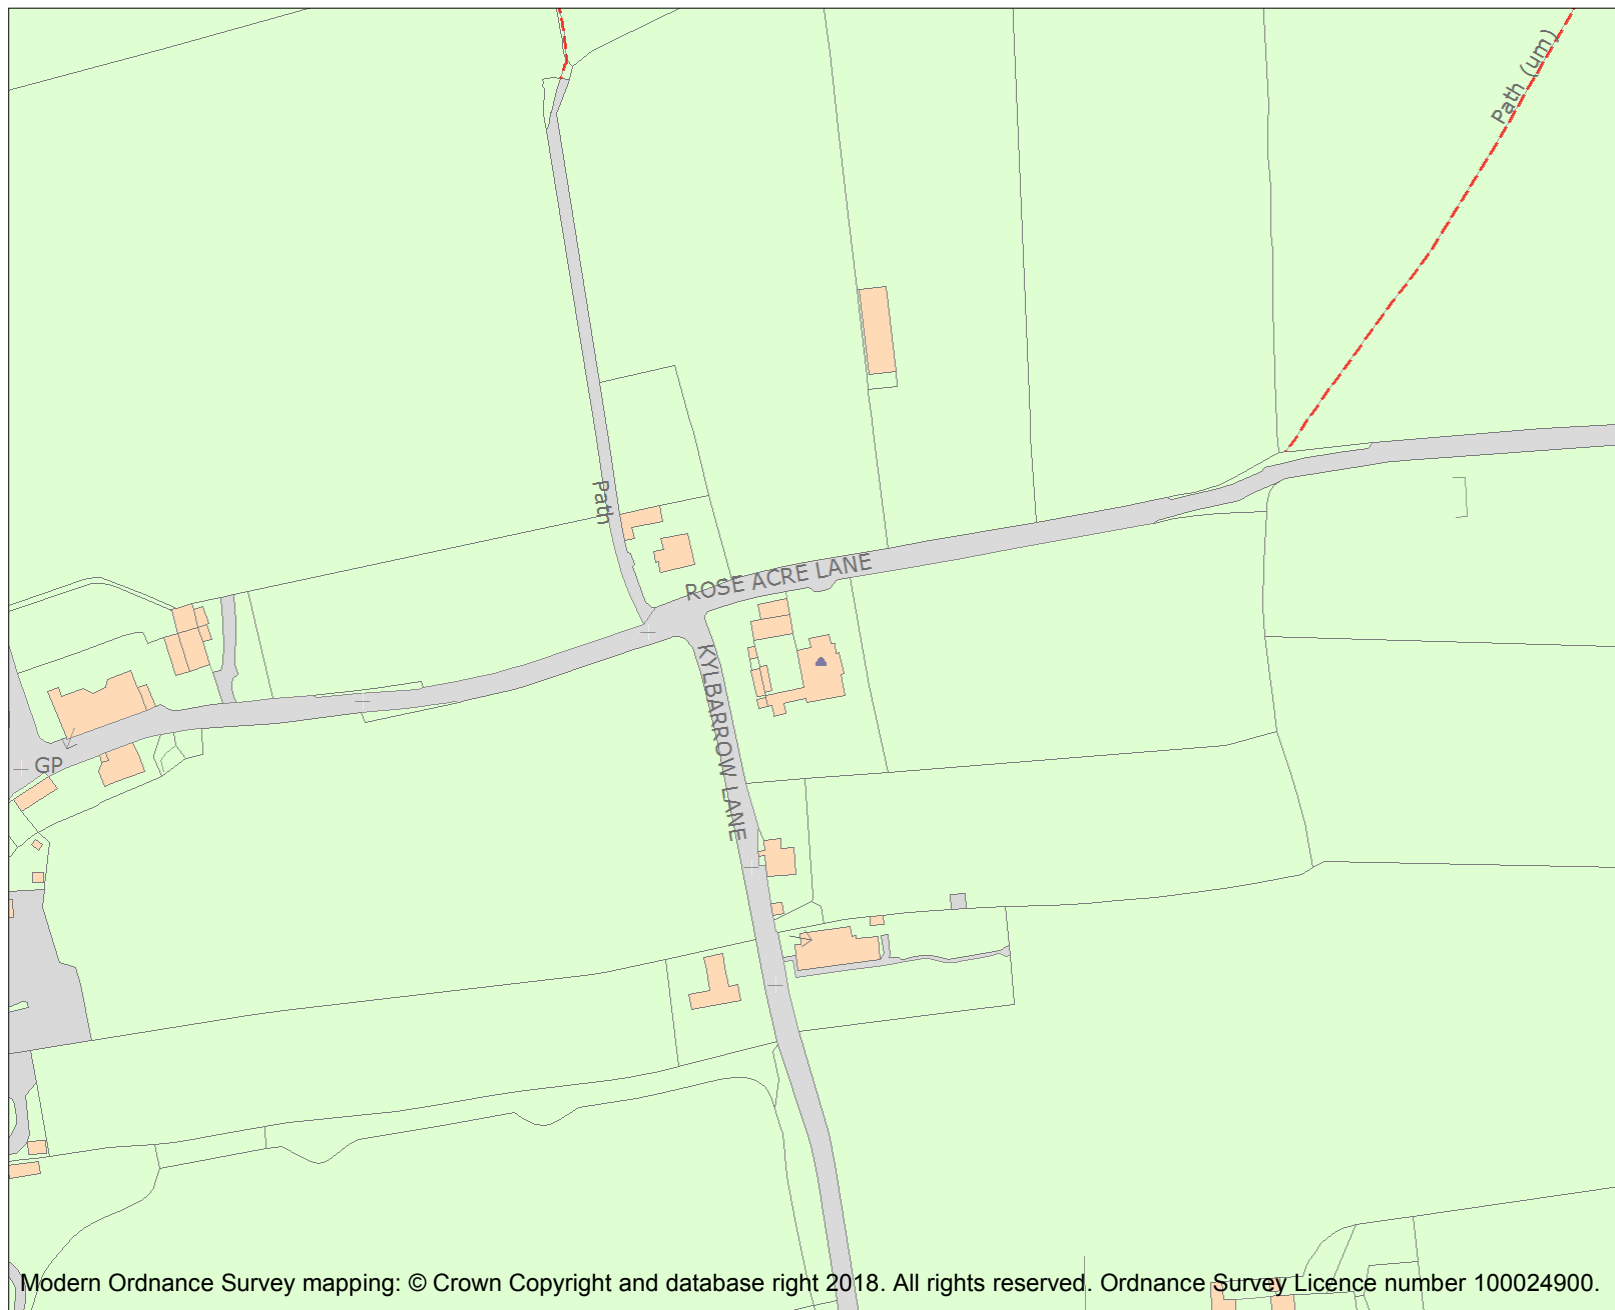 Path (um)
Path
ROSE ACRE LANE
KYLBARROW LANE
GP
Modern Ordnance Survey mapping: © Crown Copyright and database right 2018. All rights reserved. Ordnance Survey Licence number 100024900.